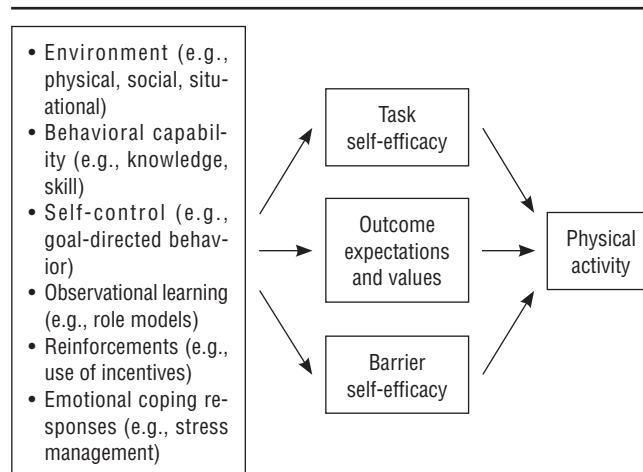 • Environment (e.g.,
physical, social, situ-
ational)
• Behavioral capabil-
ity (e.g., knowledge,
skill)
• Self-control (e.g.,
goal-directed behav-
ior)
• Observational learning
(e.g., role models)
• Reinforcements (e.g.,
use of incentives)
• Emotional coping re-
sponses (e.g., stress
management)
Task
self-efficacy
Outcome
expectations
and values
Barrier
self-efficacy
Physical
activity